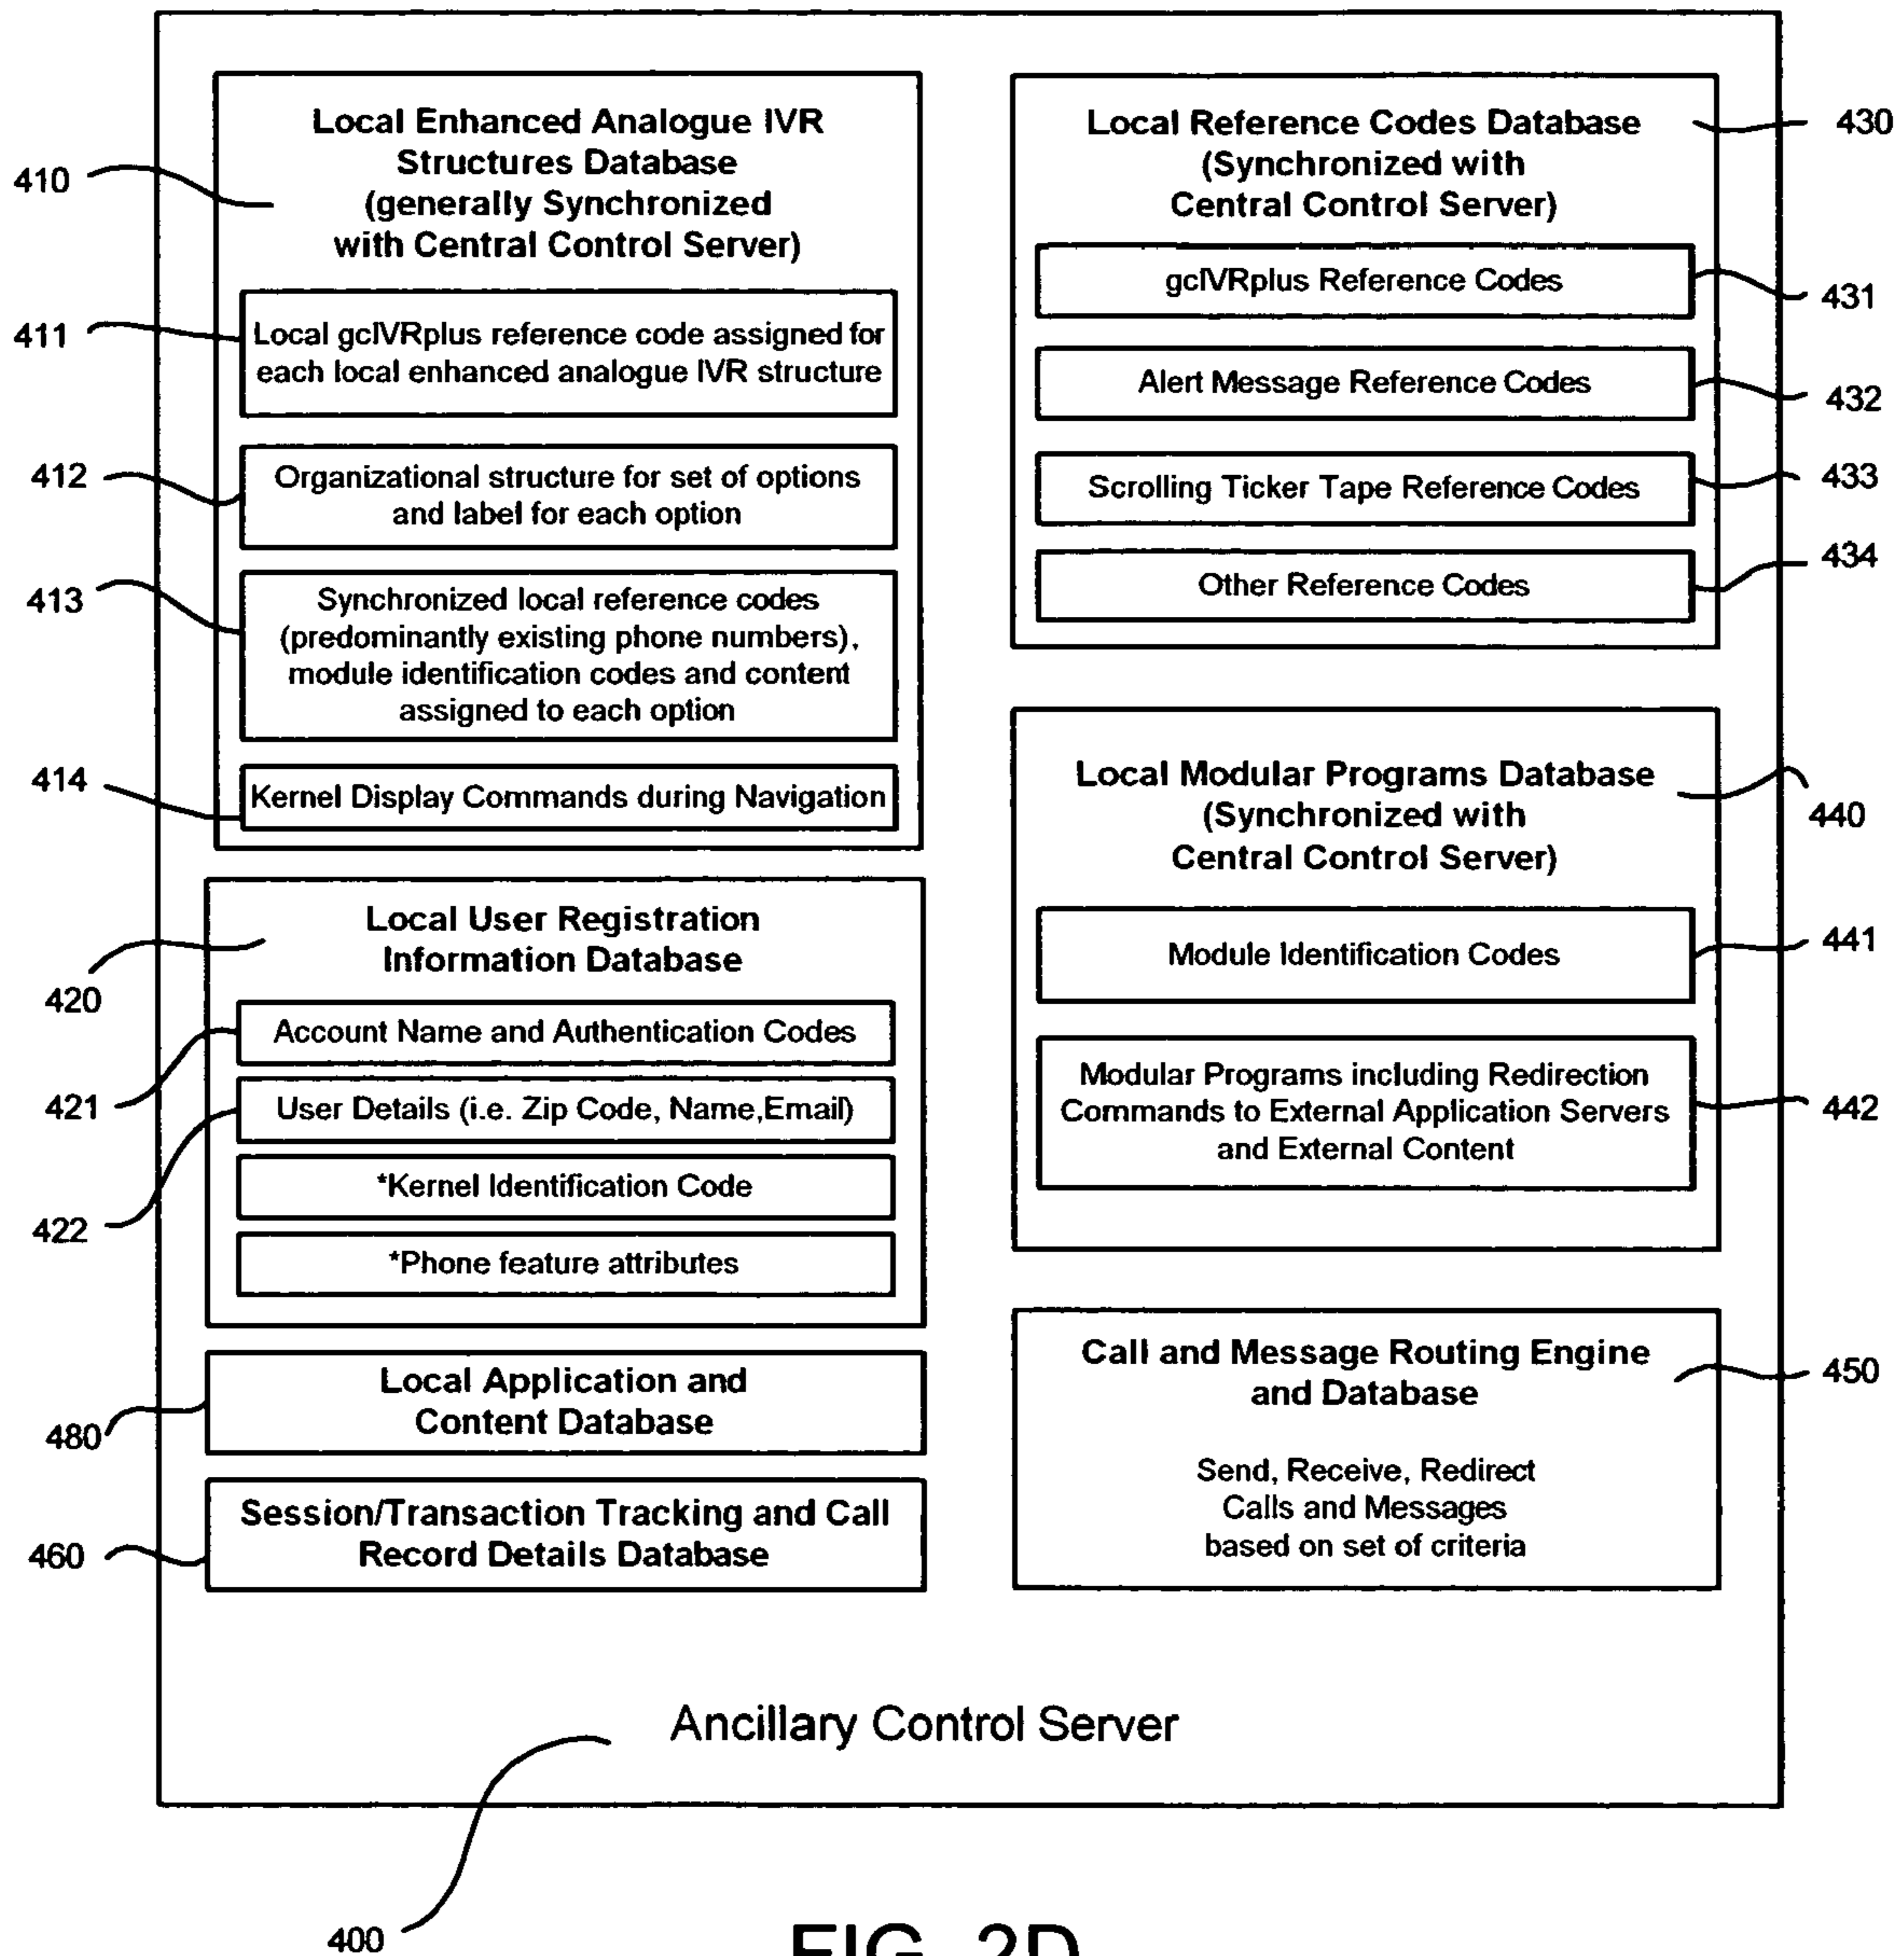 Local Enhanced Analogue IVR
Structures Database
(generally Synchronized
with Central Control Server)
410
Local gcIVRplus reference code assigned for
each local enhanced analogue IVR structure
411
Organizational structure for set of options
and label for each option
412
Synchronized local reference codes
(predominantly existing phone numbers),
module identification codes and content
assigned to each option
413
Kernel Display Commands during Navigation
414
Local User Registration
Information Database
420
Account Name and Authentication Codes
421
User Details (i.e. Zip Code, Name,Email)
422
*Kernel Identification Code
*Phone feature attributes
Local Application and
Content Database
480
Session/Transaction Tracking and Call
Record Details Database
460
Local Reference Codes Database
(Synchronized with
Central Control Server)
430
gcIVRplus Reference Codes
431
Alert Message Reference Codes
432
Scrolling Ticker Tape Reference Codes
433
Other Reference Codes
434
Local Modular Programs Database
(Synchronized with
Central Control Server)
440
Module Identification Codes
441
Modular Programs including Redirection
Commands to External Application Servers
and External Content
442
Call and Message Routing Engine
and Database
450
Send, Receive, Redirect
Calls and Messages
based on set of criteria
Ancillary Control Server
400
FIG. 2D